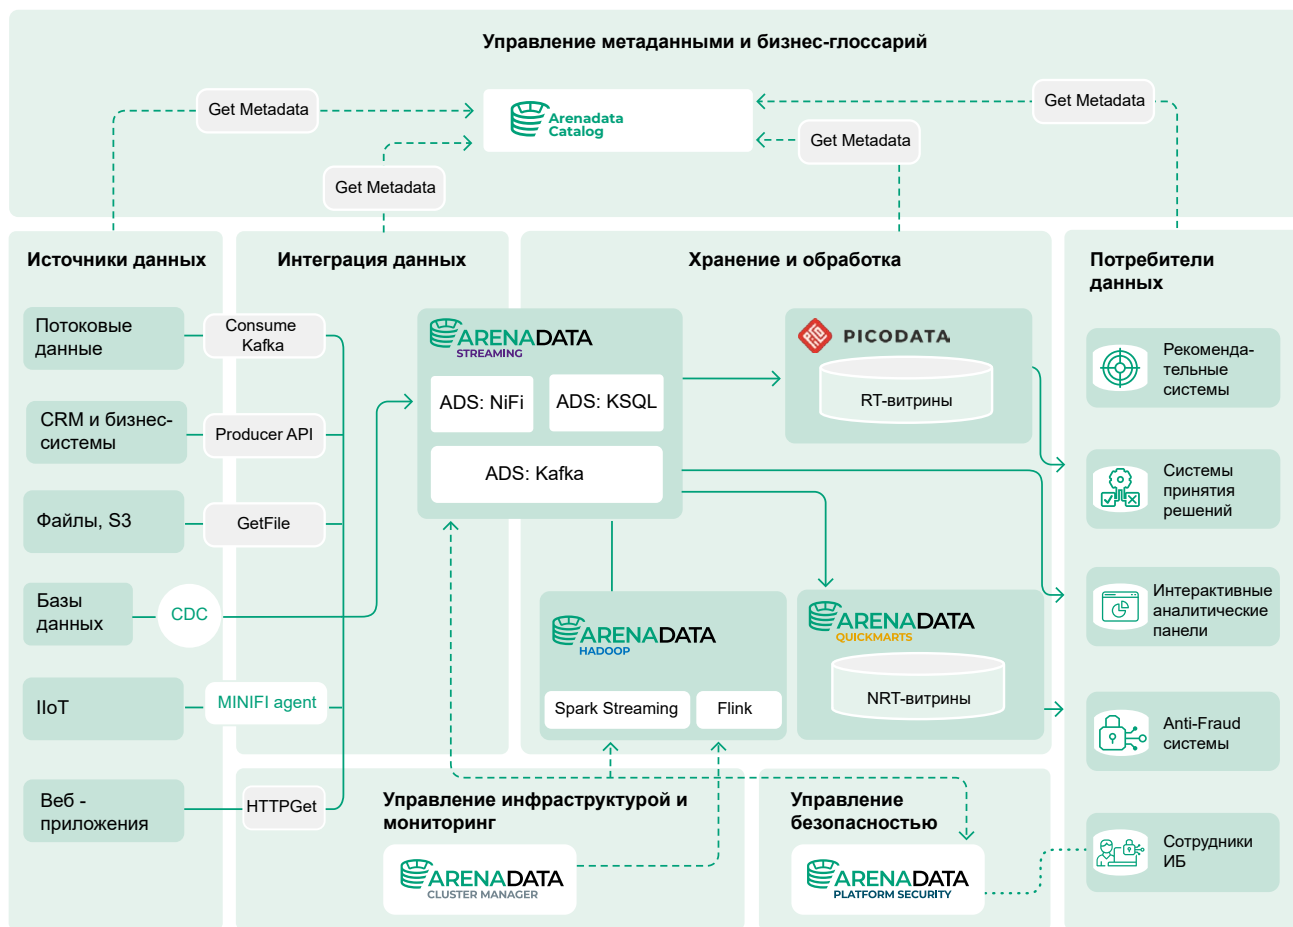 Управление метаданными и бизнес-глоссарий
Get Metadata
Arenadata
Catalog
Get Metadata
Get Metadata
Get Metadata
Источники данных
Потоковые
данные
CRM и бизнес-
системы
Файлы, S3
Базы
данных
IIoT
Веб -
приложения
Интеграция данных
Consume
Kafka
Producer API
GetFile
CDC
MINIFI agent
HTTPGet
Хранение и обработка
ARENADATA
STREAMING
ADS: NiFi
ADS: KSQL
ADS: Kafka
PICODATA
RT-витрины
ARENADATA
HADOOP
Spark Streaming
Flink
ARENADATA
QUICKMARTS
NRT-витрины
Потребители
данных
Рекоменда-
тельные
системы
Системы
принятия
решений
Интерактивные
аналитические
панели
Anti-Fraud
системы
Сотрудники
ИБ
Управление инфраструктурой и
мониторинг
ARENADATA
CLUSTER MANAGER
Управление
безопасностью
ARENADATA
PLATFORM SECURITY